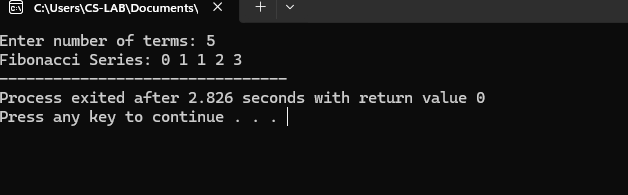 C:\Users\CS-LAB\Documents\
Enter number of terms: 5
Fibonacci Series: 0 1 1 2 3
--------------------------------
Process exited after 2.826 seconds with return value 0
Press any key to continue . . .